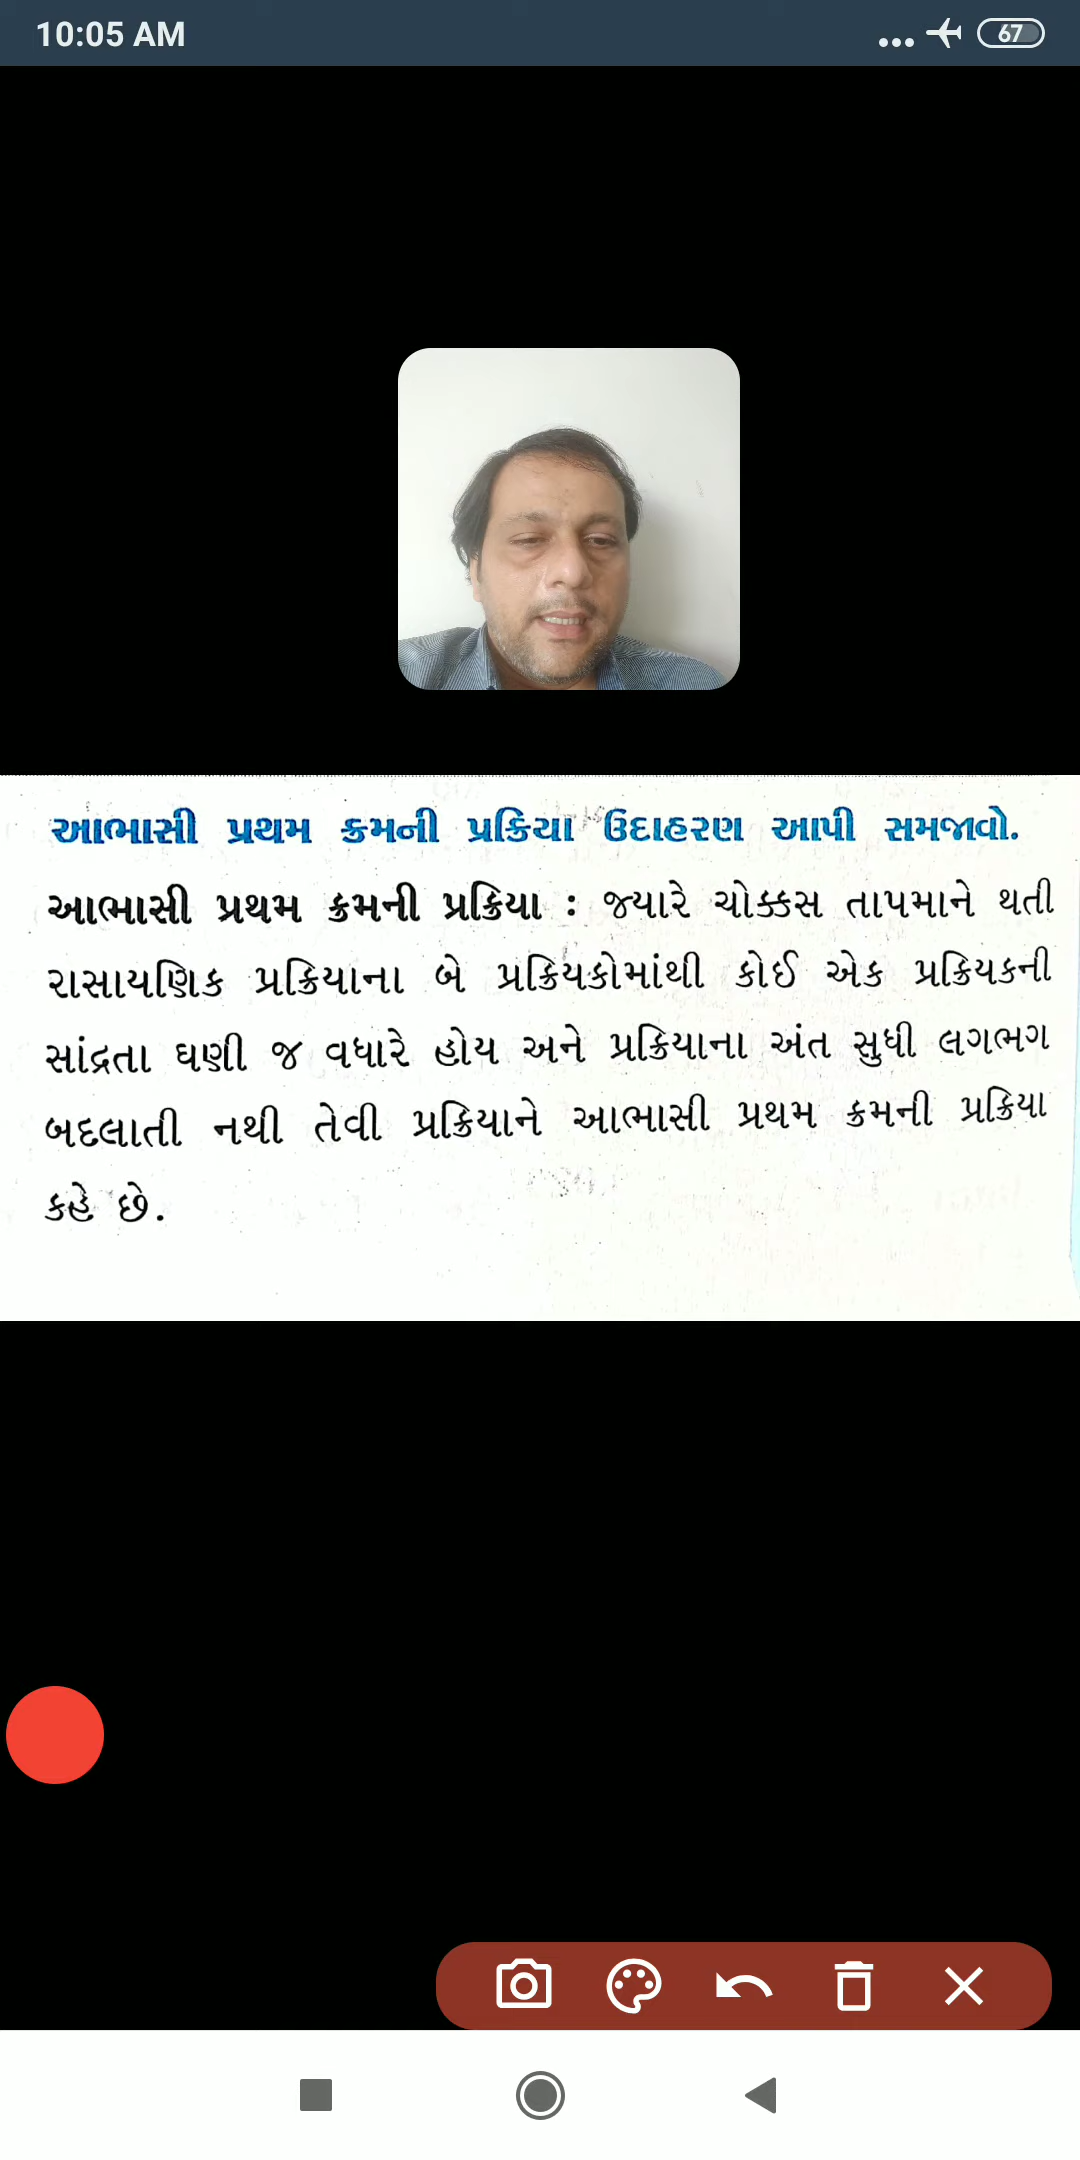 10:05 AM
67
આભાસી પ્રથમ ક્રમની પ્રક્રિયા ઉદાહરણ આપી સમજાવો.
આભાસી પ્રથમ ક્રમની પ્રક્રિયા : જ્યારે ચોક્કસ તાપમાને થતી
રાસાયણિક પ્રક્રિયાના બે પ્રક્રિયકોમાંથી કોઈ એક પ્રક્રિયકની
સાંદ્રતા ઘણી જ વધારે હોય અને પ્રક્રિયાના અંત સુધી લગભગ
બદલાતી નથી તેવી પ્રક્રિયાને આભાસી પ્રથમ ક્રમની પ્રક્રિયા
કહે છે.